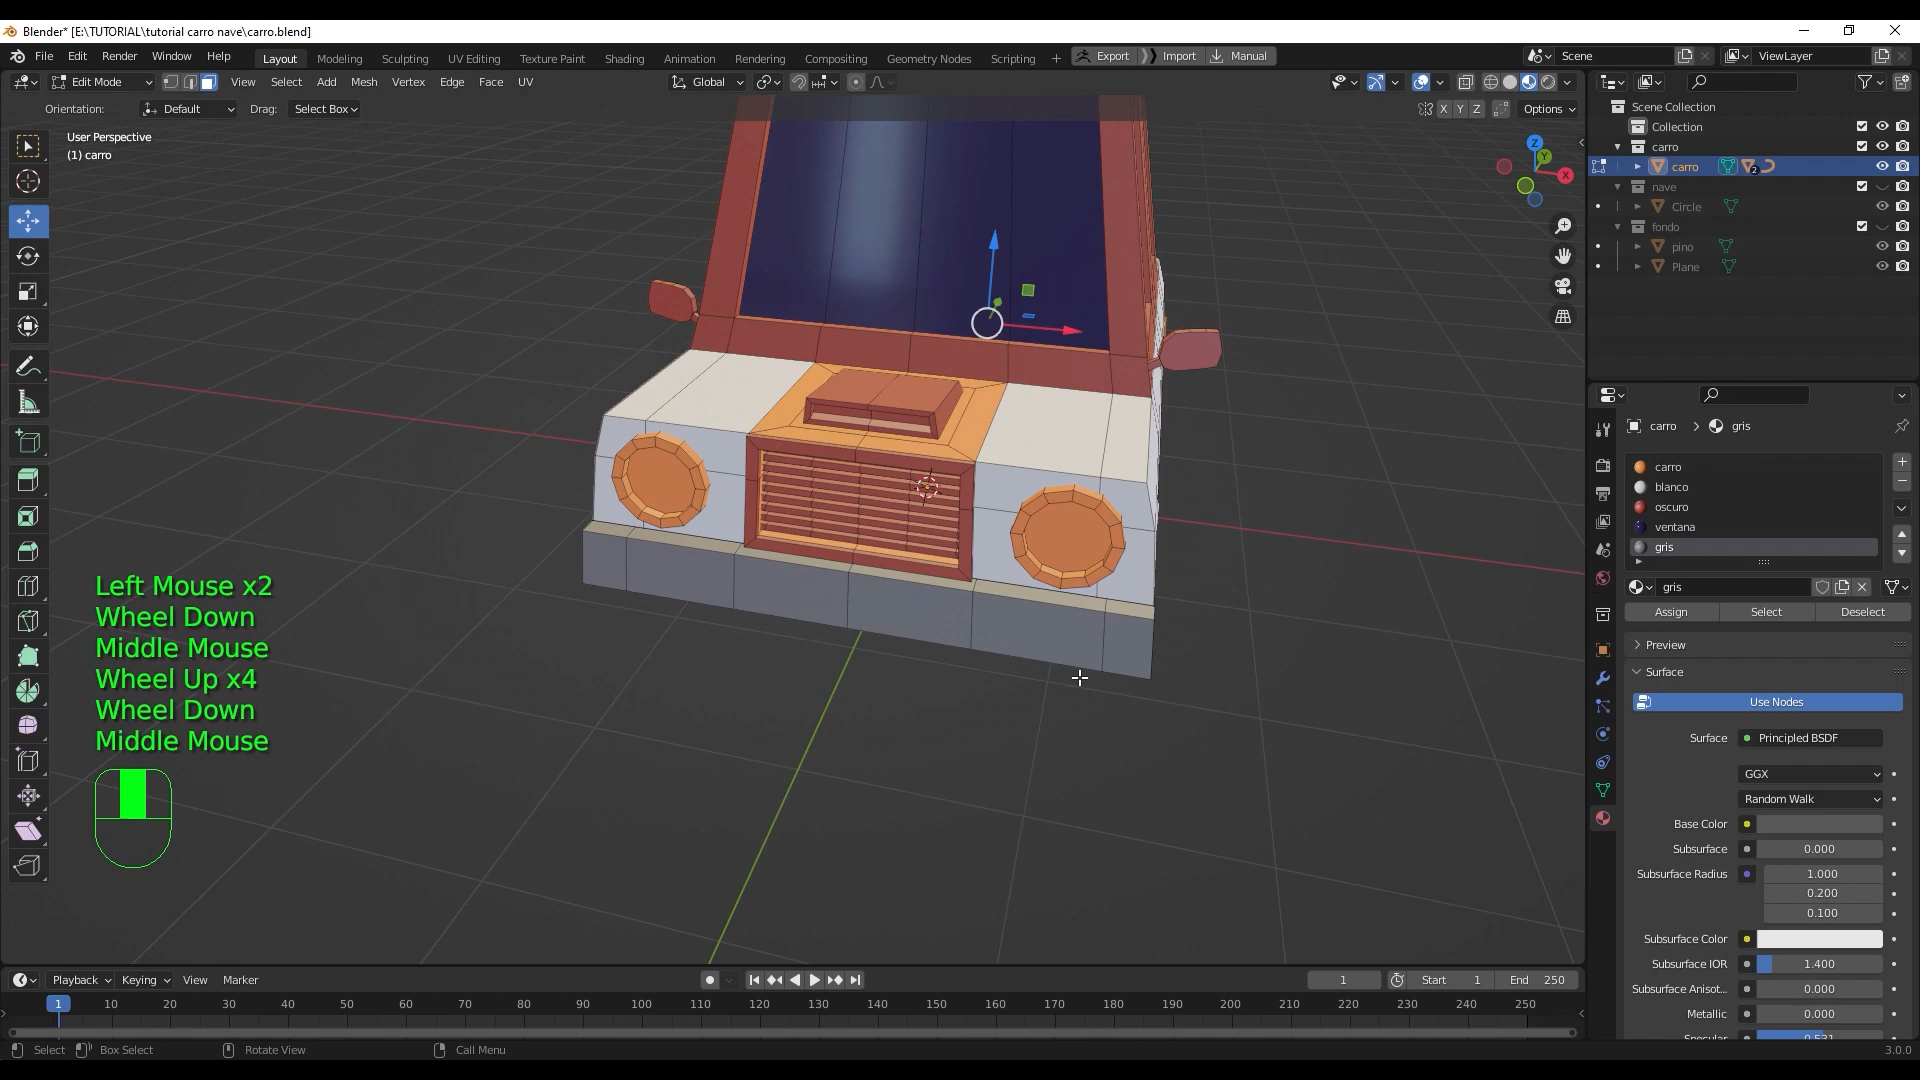 Blender* [E:\TUTORIAL\tutorial carro nave\carro.blend]
File Edit Render Window Help Layout Modeling Sculpting UV Editing Texture Paint Shading Animation Rendering Compositing Geometry Nodes Scripting + Export Import Manual Scene ViewLayer
Edit Mode View Select Add Mesh Vertex Edge Face UV Global
Orientation: Default Drag: Select Box X Y Z Options
User Perspective
(1) carro
Z
Y
X
Scene Collection
Collection
carro
carro 2
nave
Circle
fondo
pino
Plane
carro > gris
carro
blanco
oscuro
ventana
gris
gris
Assign Select Deselect
Preview
Surface
Use Nodes
Surface Principled BSDF
GGX
Random Walk
Base Color
Subsurface 0.000
Subsurface Radius 1.000
0.200
0.100
Subsurface Color
Subsurface IOR 1.400
Subsurface Anisot... 0.000
Metallic 0.000
Specular 0.531
Left Mouse x2
Wheel Down
Middle Mouse
Wheel Up x4
Wheel Down
Middle Mouse
Playback Keying View Marker 1 Start 1 End 250
1 10 20 30 40 50 60 70 80 90 100 110 120 130 140 150 160 170 180 190 200 210 220 230 240 250
Select Box Select Rotate View Call Menu 3.0.0